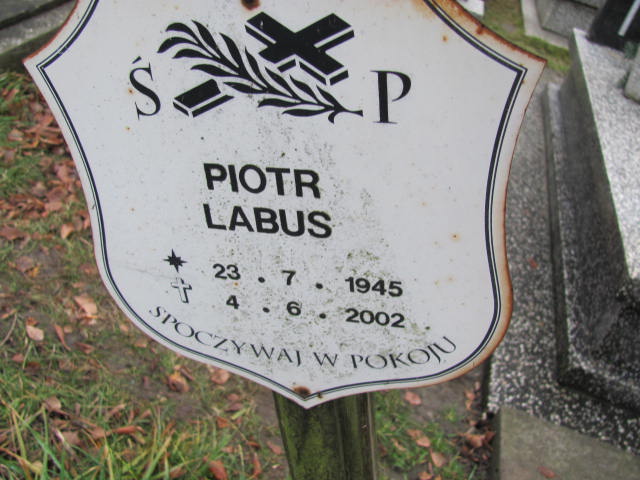 Ś P
PIOTR
LABUS
23 . 7 . 1945
4 . 6 . 2002
SPOCZYWAJ W POKOJU